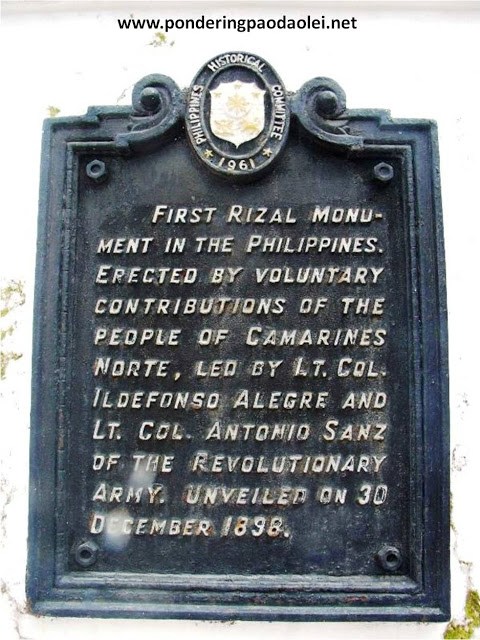 www.ponderingpaodaolei.net
PHILIPPINES HISTORICAL COMMITTEE
1961
FIRST RIZAL MONU-
MENT IN THE PHILIPPINES.
ERECTED BY VOLUNTARY
CONTRIBUTIONS OF THE
PEOPLE OF CAMARINES
NORTE, LED BY LT. COL.
ILDEFONSO ALEGRE AND
LT. COL. ANTONIO SANZ
OF THE REVOLUTIONARY
ARMY. UNVEILED ON 30
DECEMBER 1898.